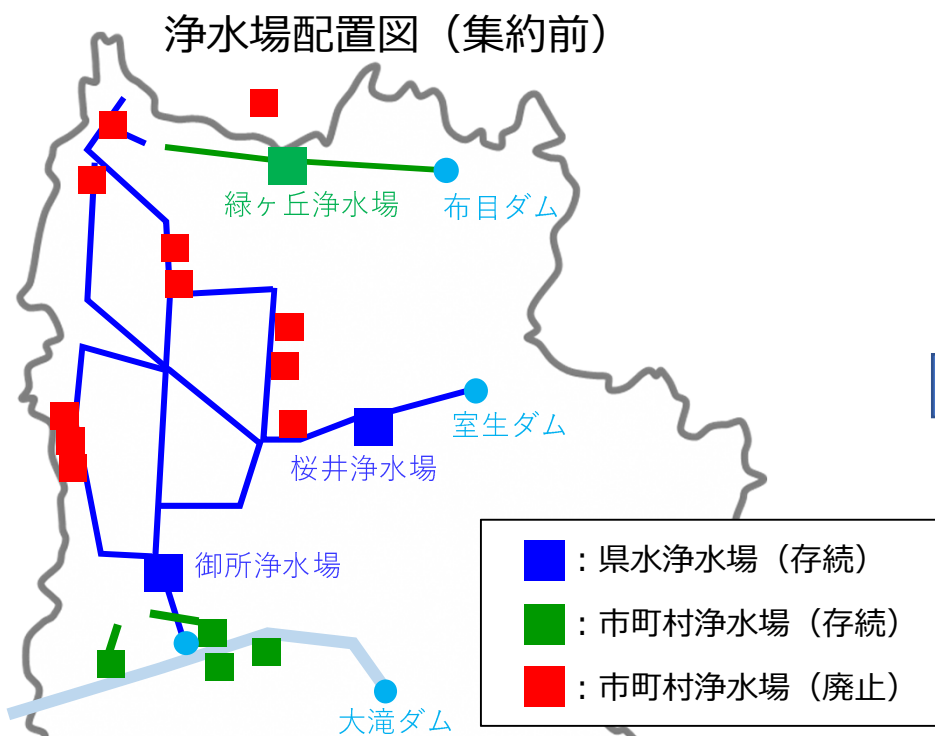 浄水場配置図（集約前）
緑ヶ丘浄水場
布目ダム
室生ダム
桜井浄水場
御所浄水場
：県水浄水場（存続）
：市町村浄水場（存続）
：市町村浄水場（廃止）
大滝ダム